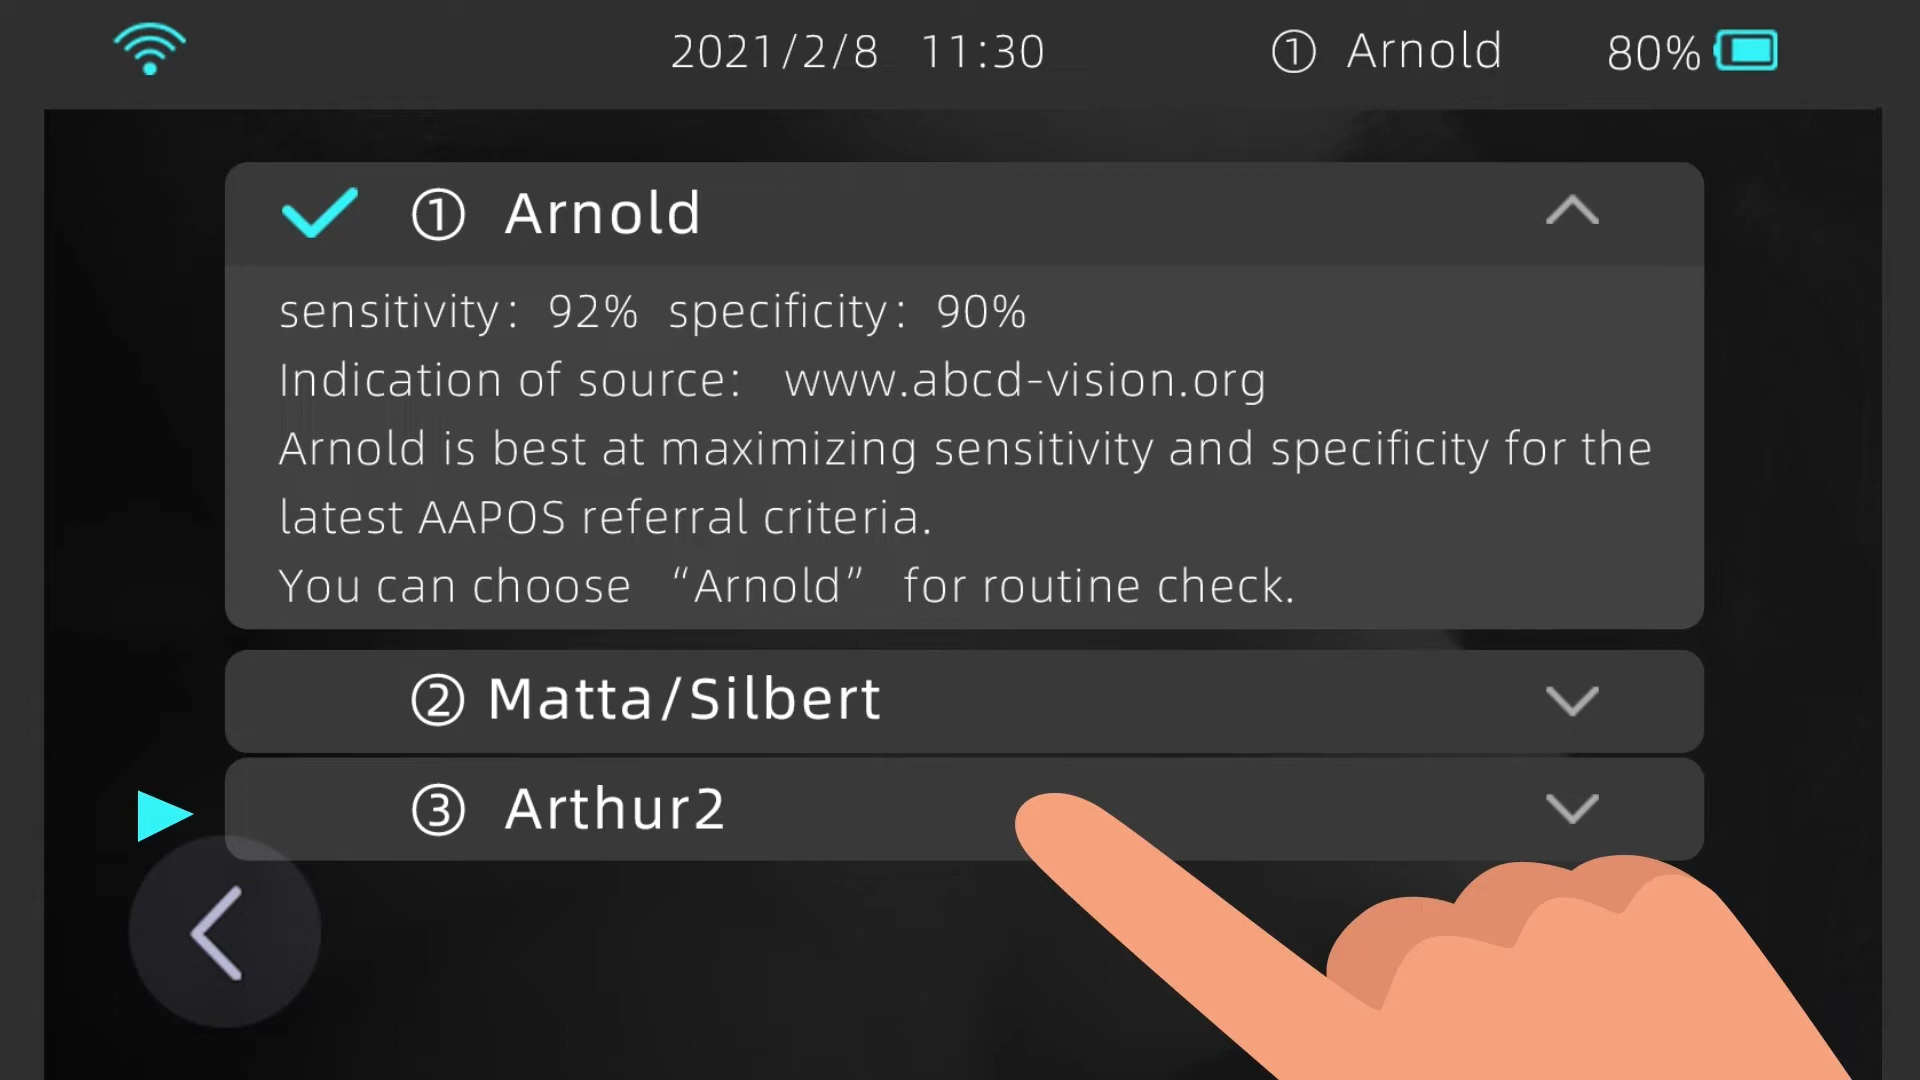 2021/2/8 11:30 ① Arnold 80%
① Arnold
sensitivity: 92% specificity: 90%
Indication of source: www.abcd-vision.org
Arnold is best at maximizing sensitivity and specificity for the
latest AAPOS referral criteria.
You can choose “Arnold” for routine check.
② Matta/Silbert
③ Arthur2